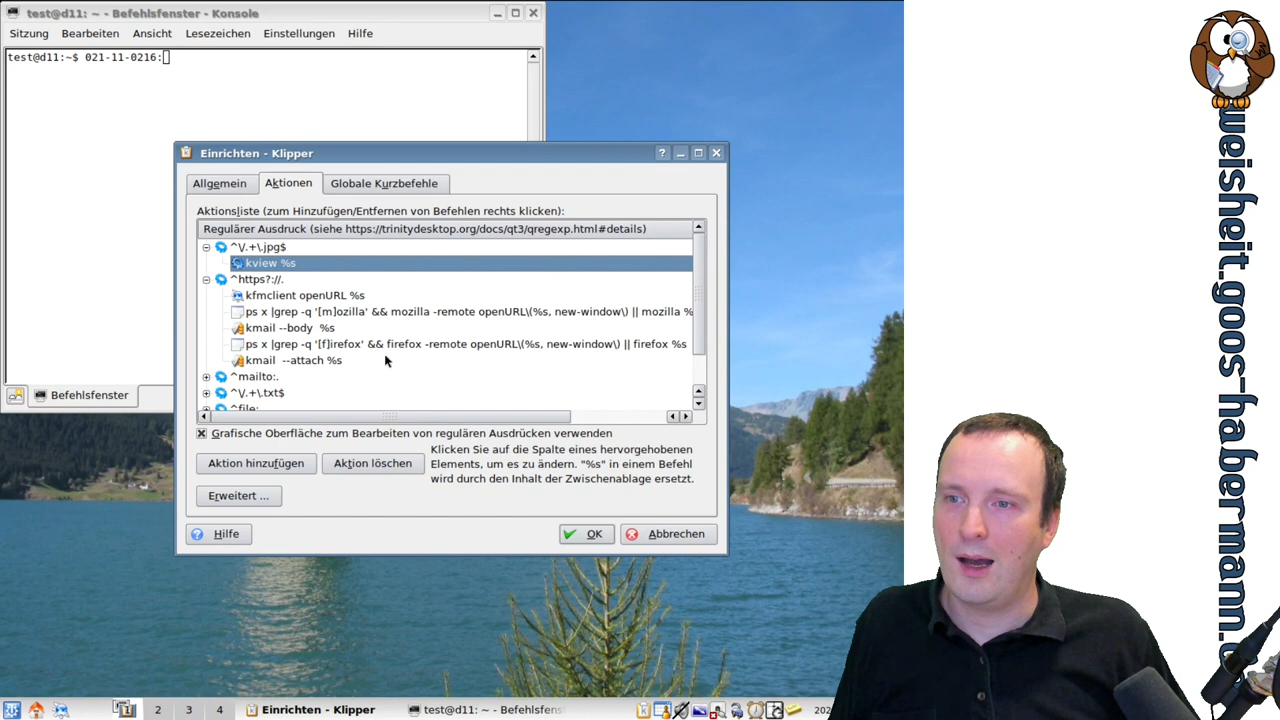 test@d11: ~ - Befehlsfenster - Konsole
Sitzung Bearbeiten Ansicht Lesezeichen Einstellungen Hilfe
test@d11:~$ 021-11-0216:
Befehlsfenster
Einrichten - Klipper
Allgemein Aktionen Globale Kurzbefehle
Aktionsliste (zum Hinzufügen/Entfernen von Befehlen rechts klicken):
Regulärer Ausdruck (siehe https://trinitydesktop.org/docs/qt3/qregexp.html#details)
^\/.+\.jpg$
kview %s
^https?://.
kfmclient openURL %s
ps x |grep -q '[m]ozilla' && mozilla -remote openURL\(%s, new-window\) || mozilla %
kmail --body %s
ps x |grep -q '[f]irefox' && firefox -remote openURL\(%s, new-window\) || firefox %s
kmail --attach %s
^mailto:.
^\/.+\.txt$
^file:
Grafische Oberfläche zum Bearbeiten von regulären Ausdrücken verwenden
Aktion hinzufügen Aktion löschen
Klicken Sie auf die Spalte eines hervorgehobenen
Elements, um es zu ändern. "%s" in einem Befehl
wird durch den Inhalt der Zwischenablage ersetzt.
Erweitert ...
Hilfe OK Abbrechen
2 3 4 Einrichten - Klipper test@d11: ~ - Befehlsfens 202
weisheit.goos-habermann.